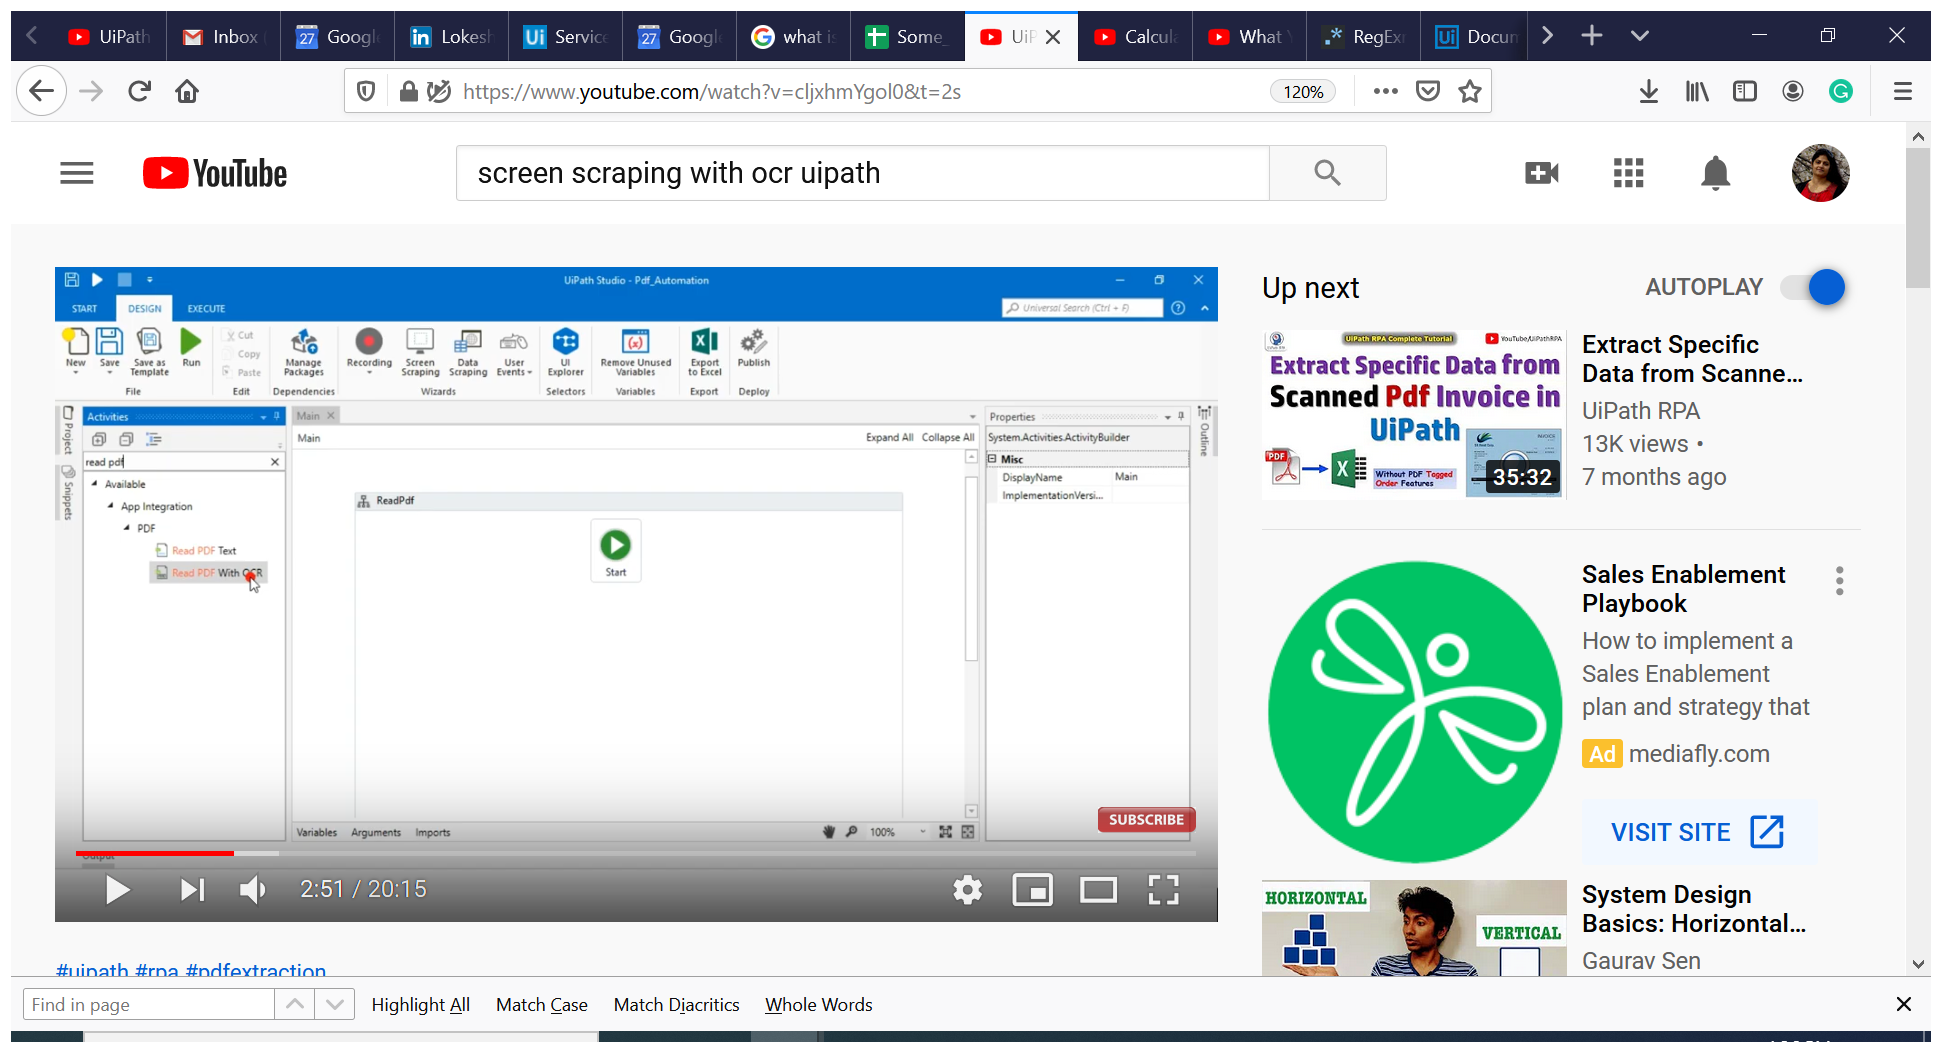 UiPath
Inbox
Google
Lokesh
Service
Google
what is
Some_
UiP
Calcula
What Y
RegEx
Docum
https://www.youtube.com/watch?v=cljxhmYgol0&t=2s
120%
YouTube
screen scraping with ocr uipath
UiPath Studio - Pdf_Automation
START DESIGN EXECUTE
Universal Search (Ctrl + F)
New
Save
Save as Template
Run
Cut
Copy
Paste
Manage Packages
Recording
Screen Scraping
Data Scraping
User Events
UI Explorer
Remove Unused Variables
Export to Excel
Publish
File
Edit
Dependencies
Wizards
Selectors
Variables
Export
Deploy
Project
Snippets
Activities
read pdf
Available
App Integration
PDF
Read PDF Text
Read PDF With OCR
Main
Main
Expand All Collapse All
ReadPdf
Start
Variables Arguments Imports
100%
Properties
System.Activities.ActivityBuilder
Misc
DisplayName Main
ImplementationVersi...
Outline
SUBSCRIBE
Output
2:51 / 20:15
#uipath #rpa #pdfextraction
Up next
AUTOPLAY
UiPath RPA Complete Tutorial
YouTube/UiPathRPA
Extract Specific Data from
Scanned Pdf Invoice in
UiPath
PDF
Without PDF Tagged
Order Features
35:32
Extract Specific
Data from Scanne...
UiPath RPA
13K views •
7 months ago
Sales Enablement
Playbook
How to implement a
Sales Enablement
plan and strategy that
Ad mediafly.com
VISIT SITE
HORIZONTAL
VERTICAL
System Design
Basics: Horizontal...
Gaurav Sen
Find in page
Highlight All
Match Case
Match Diacritics
Whole Words